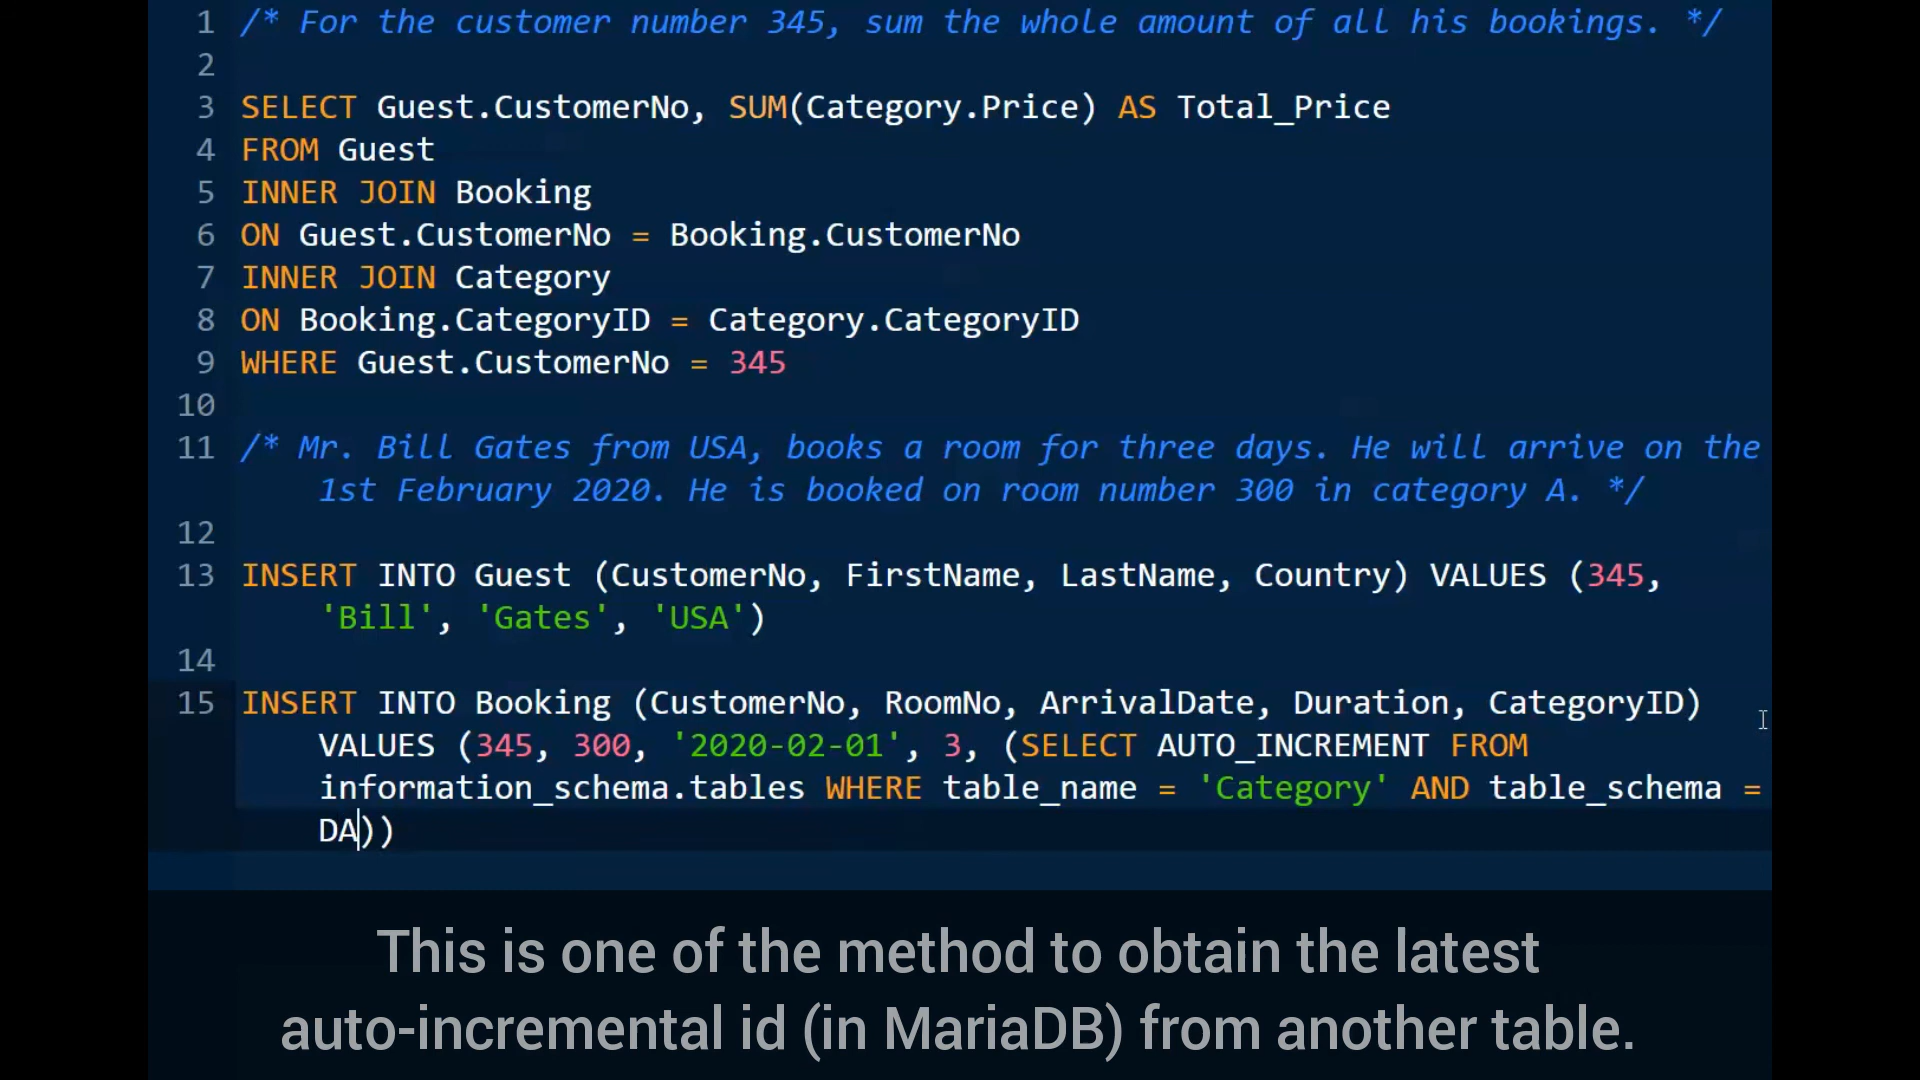 1 /* For the customer number 345, sum the whole amount of all his bookings. */
2
3 SELECT Guest.CustomerNo, SUM(Category.Price) AS Total_Price
4 FROM Guest
5 INNER JOIN Booking
6 ON Guest.CustomerNo = Booking.CustomerNo
7 INNER JOIN Category
8 ON Booking.CategoryID = Category.CategoryID
9 WHERE Guest.CustomerNo = 345
10
11 /* Mr. Bill Gates from USA, books a room for three days. He will arrive on the
1st February 2020. He is booked on room number 300 in category A. */
12
13 INSERT INTO Guest (CustomerNo, FirstName, LastName, Country) VALUES (345,
'Bill', 'Gates', 'USA')
14
15 INSERT INTO Booking (CustomerNo, RoomNo, ArrivalDate, Duration, CategoryID)
VALUES (345, 300, '2020-02-01', 3, (SELECT AUTO_INCREMENT FROM
information_schema.tables WHERE table_name = 'Category' AND table_schema =
DA))
This is one of the method to obtain the latest
auto-incremental id (in MariaDB) from another table.